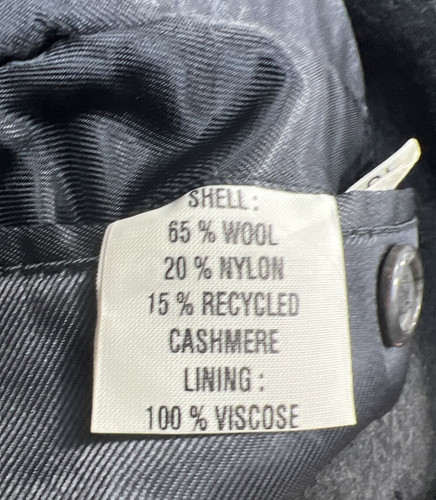 SHELL:
65 % WOOL
20 % NYLON
15 % RECYCLED
CASHMERE
LINING :
100 % VISCOSE